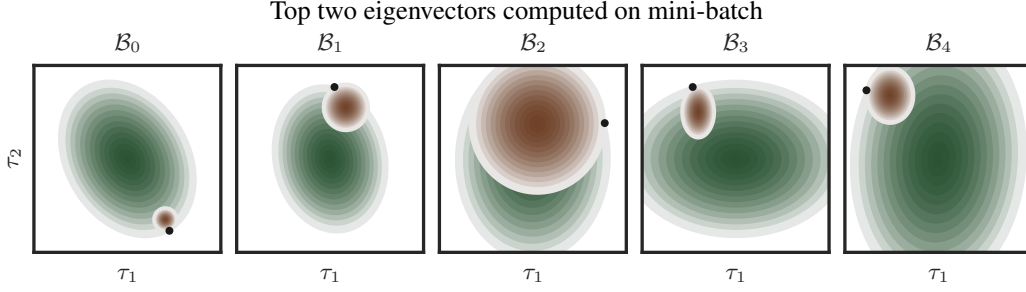 Top two eigenvectors computed on mini-batch
B₀ B₁ B₂ B₃ B₄
τ₂
τ₁ τ₁ τ₁ τ₁ τ₁